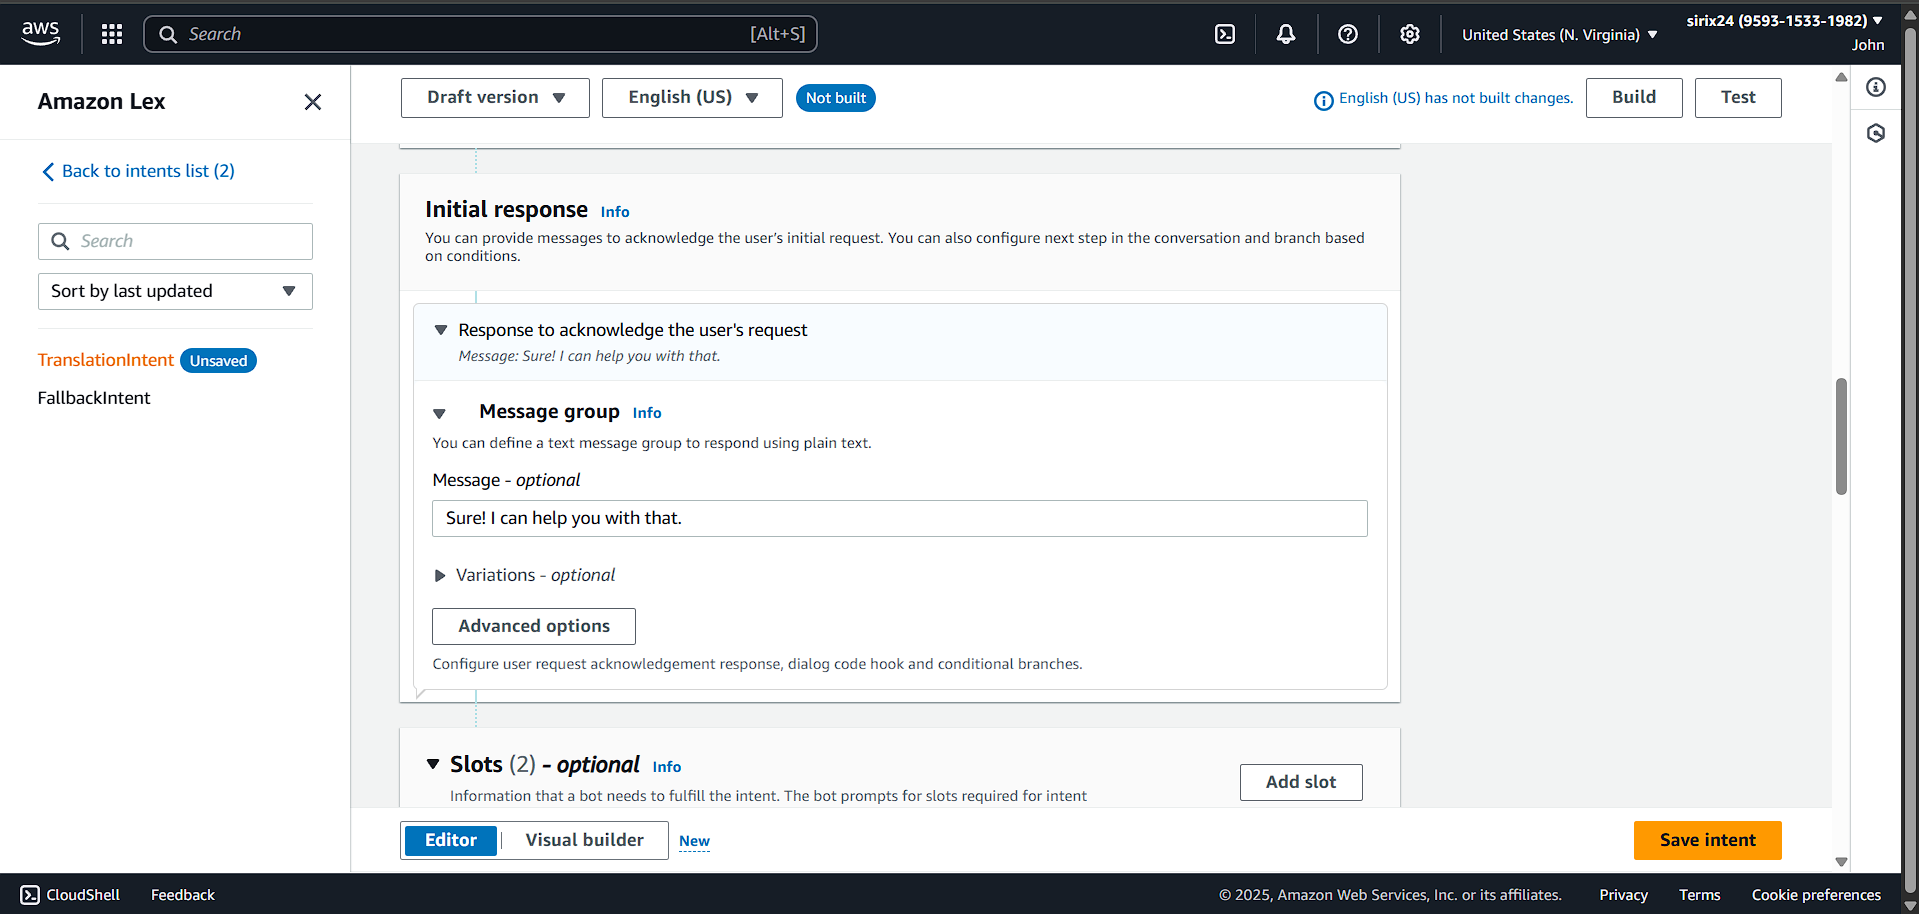 aws
Search [Alt+S]
United States (N. Virginia)
sirix24 (9593-1533-1982)
John
Amazon Lex
Back to intents list (2)
Search
Sort by last updated
TranslationIntent Unsaved
FallbackIntent
Draft version
English (US)
Not built
English (US) has not built changes.
Build
Test
Initial response Info
You can provide messages to acknowledge the user's initial request. You can also configure next step in the conversation and branch based
on conditions.
Response to acknowledge the user's request
Message: Sure! I can help you with that.
Message group Info
You can define a text message group to respond using plain text.
Message - optional
Sure! I can help you with that.
Variations - optional
Advanced options
Configure user request acknowledgement response, dialog code hook and conditional branches.
Slots (2) - optional Info
Add slot
Information that a bot needs to fulfill the intent. The bot prompts for slots required for intent
Editor
Visual builder
New
Save intent
CloudShell
Feedback
© 2025, Amazon Web Services, Inc. or its affiliates.
Privacy
Terms
Cookie preferences